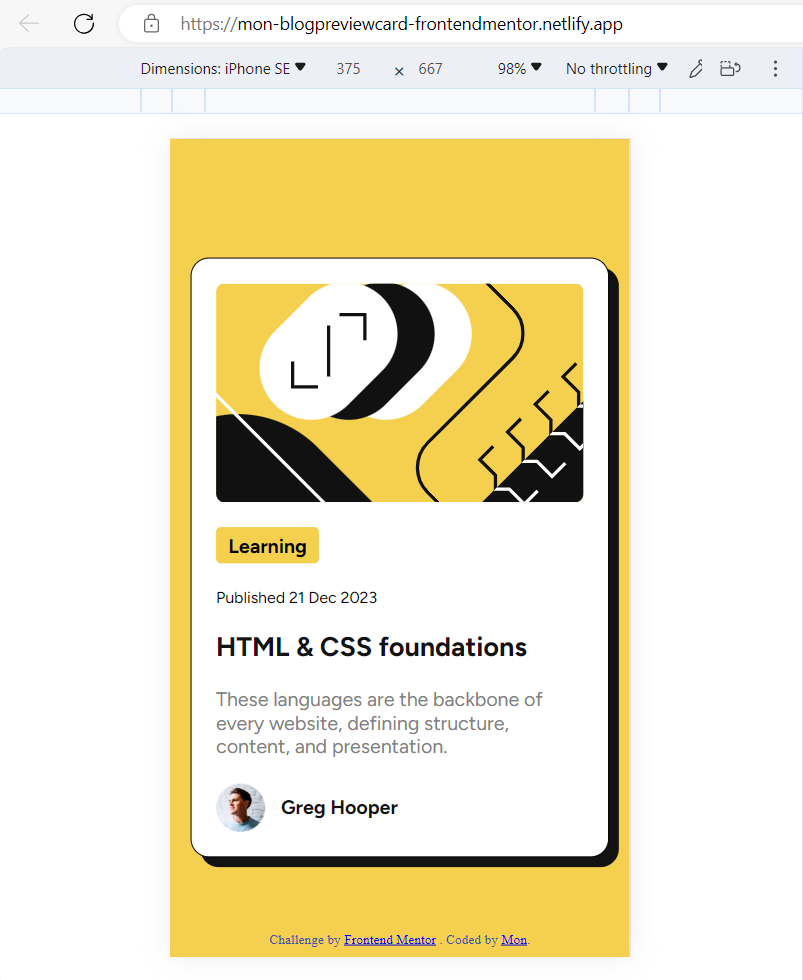 https://mon-blogpreviewcard-frontendmentor.netlify.app
Dimensions: iPhone SE 375 × 667 98% No throttling
Learning
Published 21 Dec 2023
HTML & CSS foundations
These languages are the backbone of
every website, defining structure,
content, and presentation.
Greg Hooper
Challenge by Frontend Mentor . Coded by Mon.